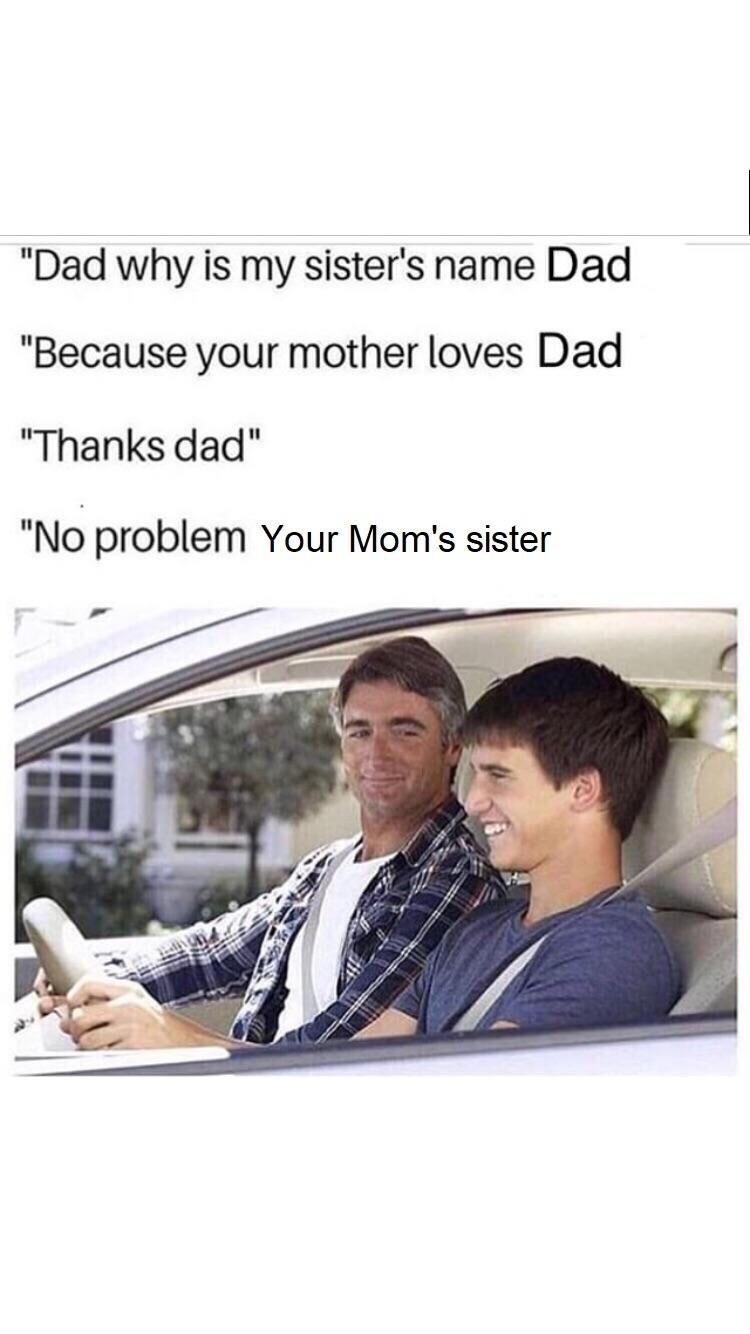 "Dad why is my sister's name Dad
"Because your mother loves Dad
"Thanks dad"
"No problem Your Mom's sister